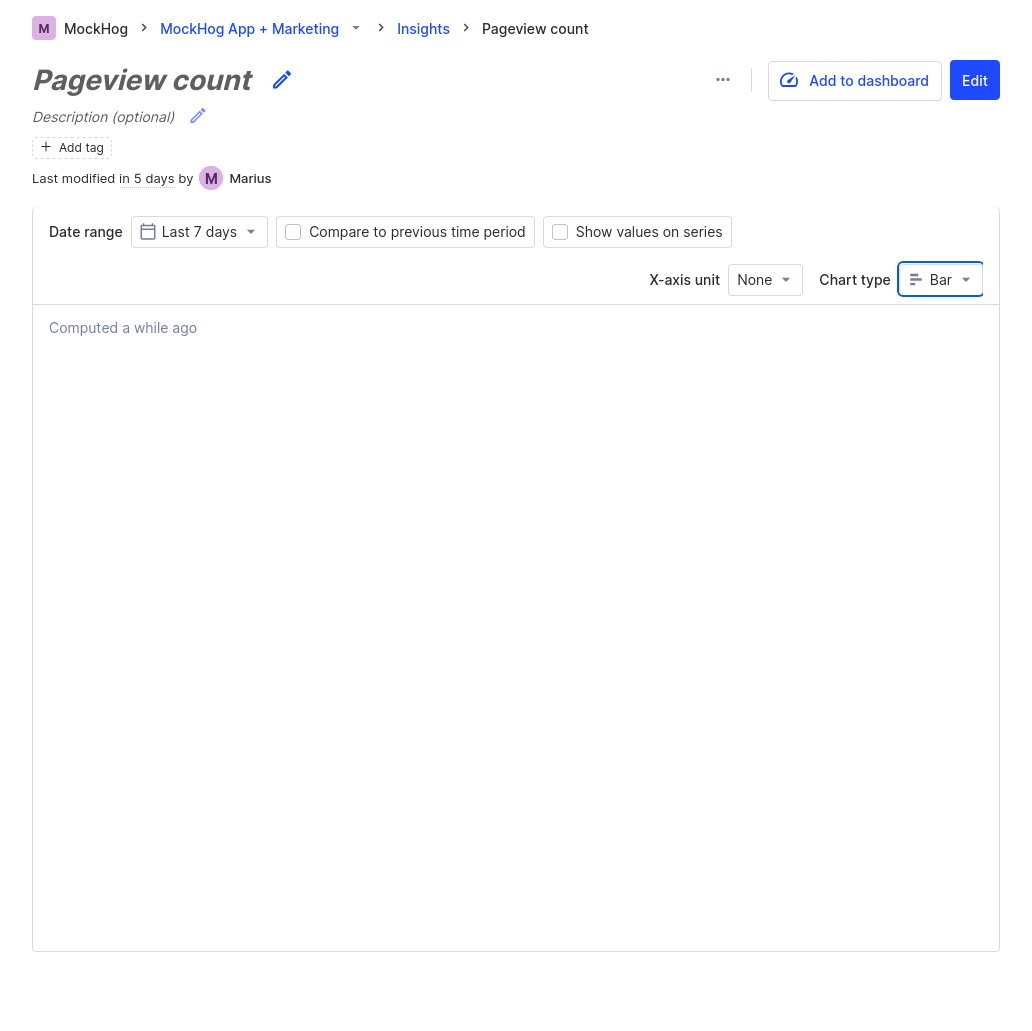 M MockHog MockHog App + Marketing Insights Pageview count
Pageview count
Add to dashboard Edit
Description (optional)
Add tag
Last modified in 5 days by M Marius
Date range Last 7 days Compare to previous time period Show values on series
X-axis unit None Chart type Bar
Computed a while ago